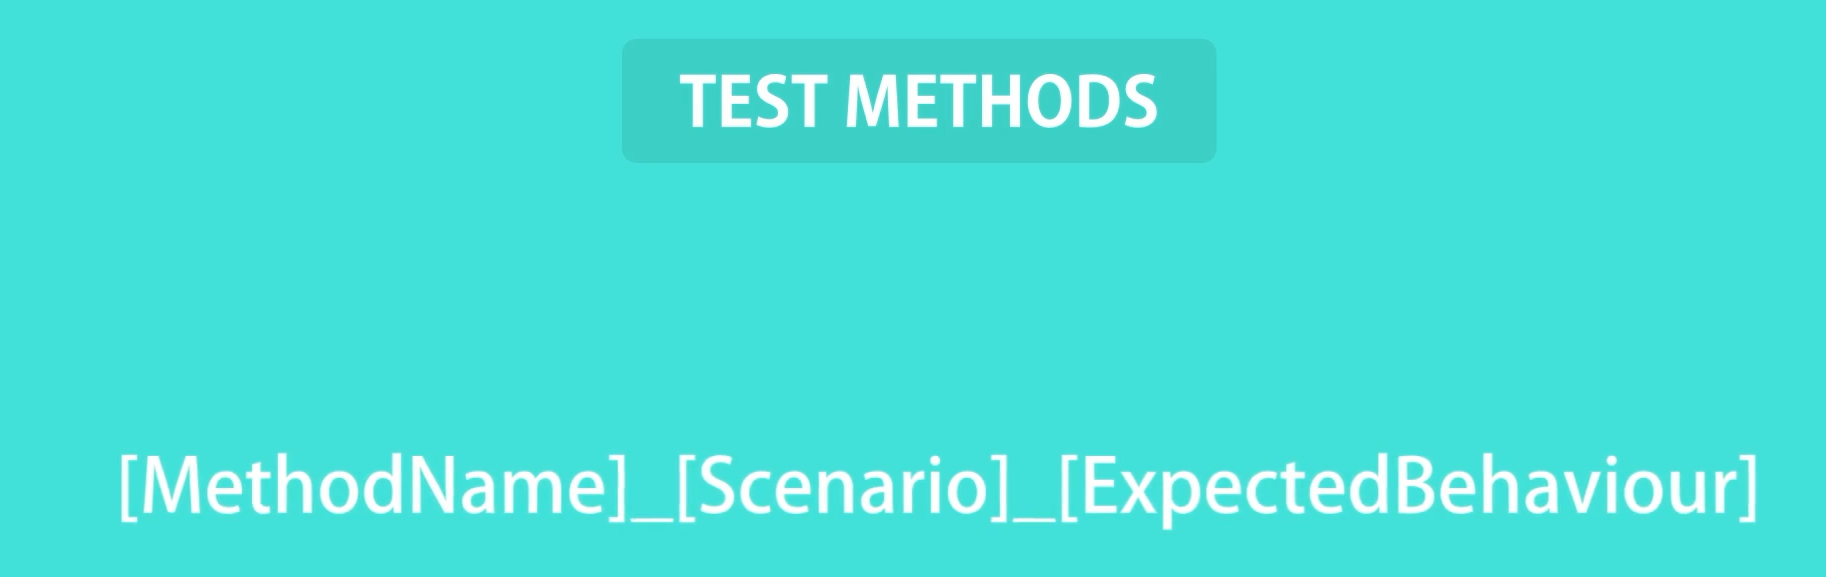 TEST METHODS
[MethodName]_[Scenario]_[ExpectedBehaviour]